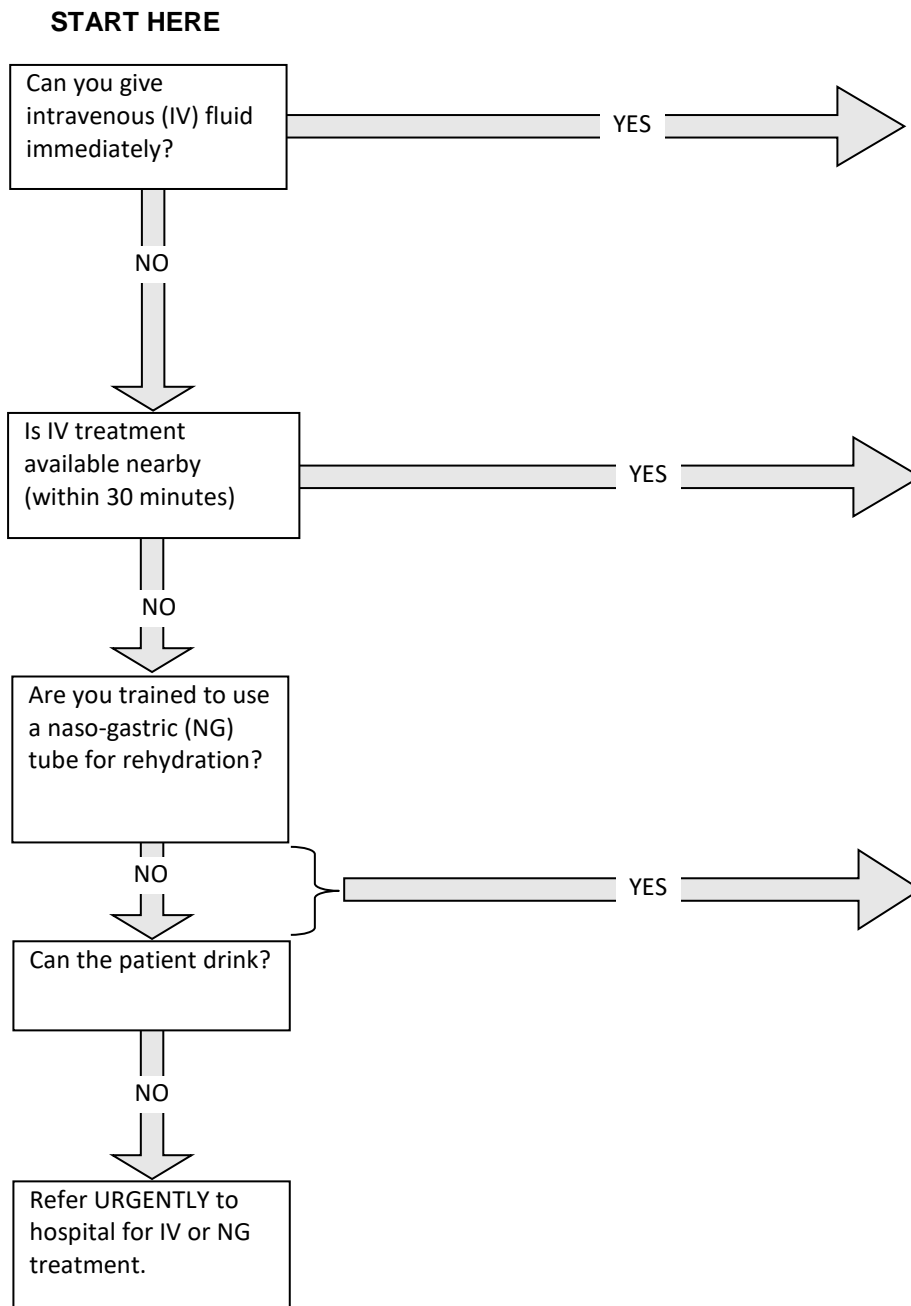 START HERE
Can you give
intravenous (IV) fluid
immediately?
YES
NO
Is IV treatment
available nearby
(within 30 minutes)
YES
NO
Are you trained to use
a naso-gastric (NG)
tube for rehydration?
NO
YES
Can the patient drink?
NO
Refer URGENTLY to
hospital for IV or NG
treatment.